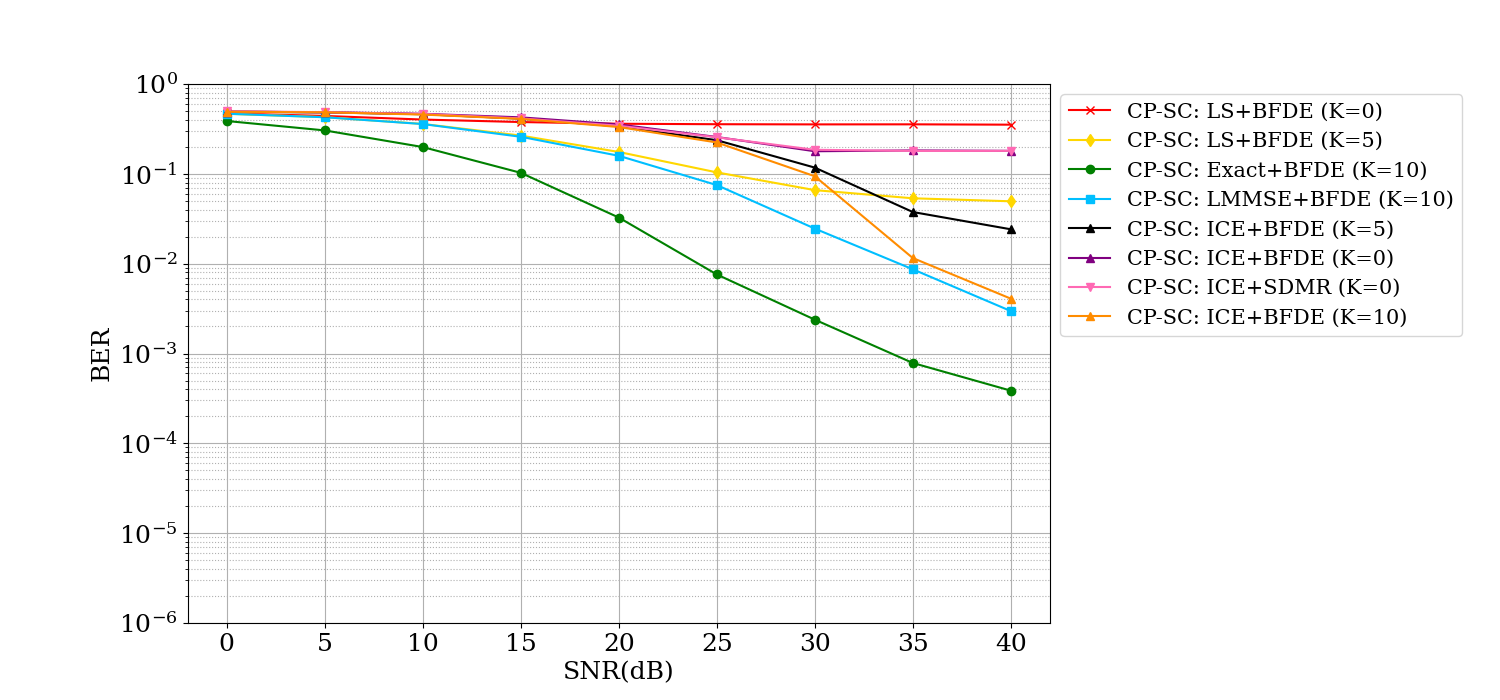 10^0
10^−1
10^−2
10^−3
10^−4
10^−5
10^−6
BER
0 5 10 15 20 25 30 35 40
SNR(dB)
CP-SC: LS+BFDE (K=0)
CP-SC: LS+BFDE (K=5)
CP-SC: Exact+BFDE (K=10)
CP-SC: LMMSE+BFDE (K=10)
CP-SC: ICE+BFDE (K=5)
CP-SC: ICE+BFDE (K=0)
CP-SC: ICE+SDMR (K=0)
CP-SC: ICE+BFDE (K=10)